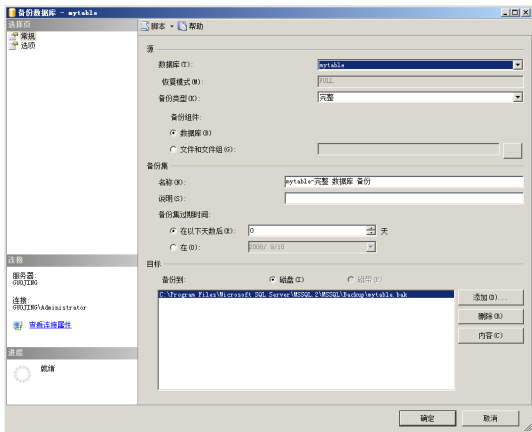 备份数据库 - mytable
选择页
常规
选项
脚本
帮助
源
数据库(T):
mytable
恢复模式(M):
FULL
备份类型(K):
完整
备份组件:
数据库(B)
文件和文件组(G):
...
备份集
名称(N):
mytable-完整 数据库 备份
说明(S):
备份集过期时间:
在以下天数后(E):
0
天
在(O):
2008/ 9/10
目标
备份到:
磁盘(I)
磁带(P)
C:\Program Files\Microsoft SQL Server\MSSQL.2\MSSQL\Backup\mytable.bak
添加(D)...
删除(R)
内容(C)
连接
服务器:
GUOJING
连接:
GUOJING\Administrator
查看连接属性
进度
就绪
确定
取消